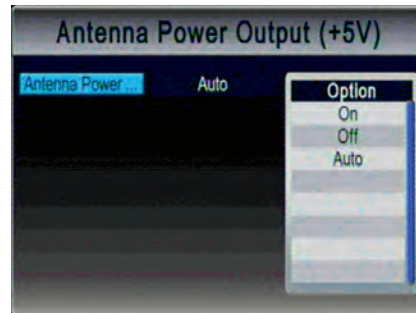 Antenna Power Output (+5V)
Antenna Power ... Auto
Option
On
Off
Auto